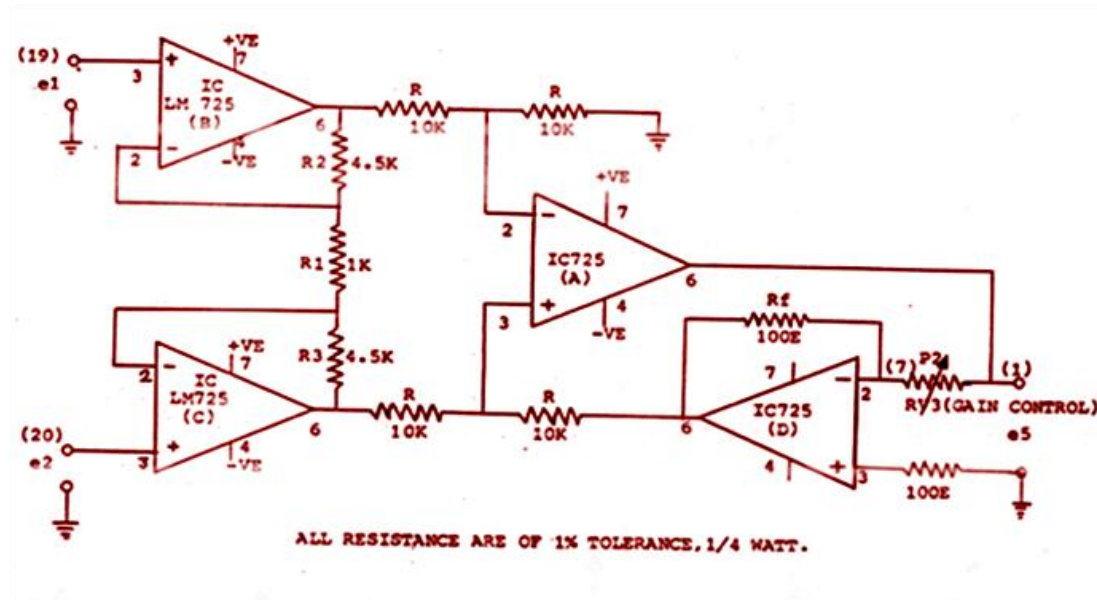 (19)
e1
3
+
+VE
7
IC
LM 725
(B)
-
2
4
-VE
6
R
10K
R
10K
R2
4.5K
R1
1K
R3
4.5K
+VE
7
-
2
IC725
(A)
+
3
4
-VE
6
Rf
100E
+VE
7
-
2
IC
LM725
(C)
+
3
4
-VE
6
(20)
e2
R
10K
R
10K
7
-
2
IC725
(D)
6
4
+
3
(7)
P2
(1)
RV3(GAIN CONTROL)
e5
100E
ALL RESISTANCE ARE OF 1% TOLERANCE,1/4 WATT.